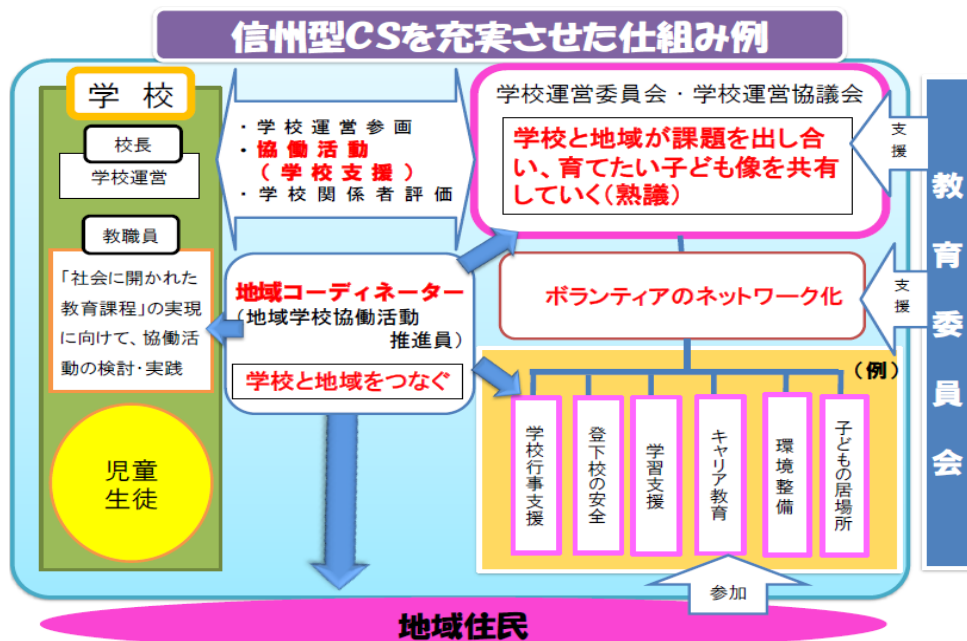 信州型CSを充実させた仕組み例
学 校
校長
学校運営
教職員
「社会に開かれた
教育課程」の実現
に向けて、協働活
動の検討・実践
児童
生徒
・学校運営参画
・協働活動
(学校支援)
・学校関係者評価
学校運営委員会・学校運営協議会
学校と地域が課題を出し合
い、育てたい子ども像を共有
していく(熟議)
支援
教育委員会
地域コーディネーター
(地域学校協働活動
推進員)
学校と地域をつなぐ
ボランティアのネットワーク化
支援
(例)
学校行事支援
登下校の安全
学習支援
キャリア教育
環境整備
子どもの居場所
参加
地域住民